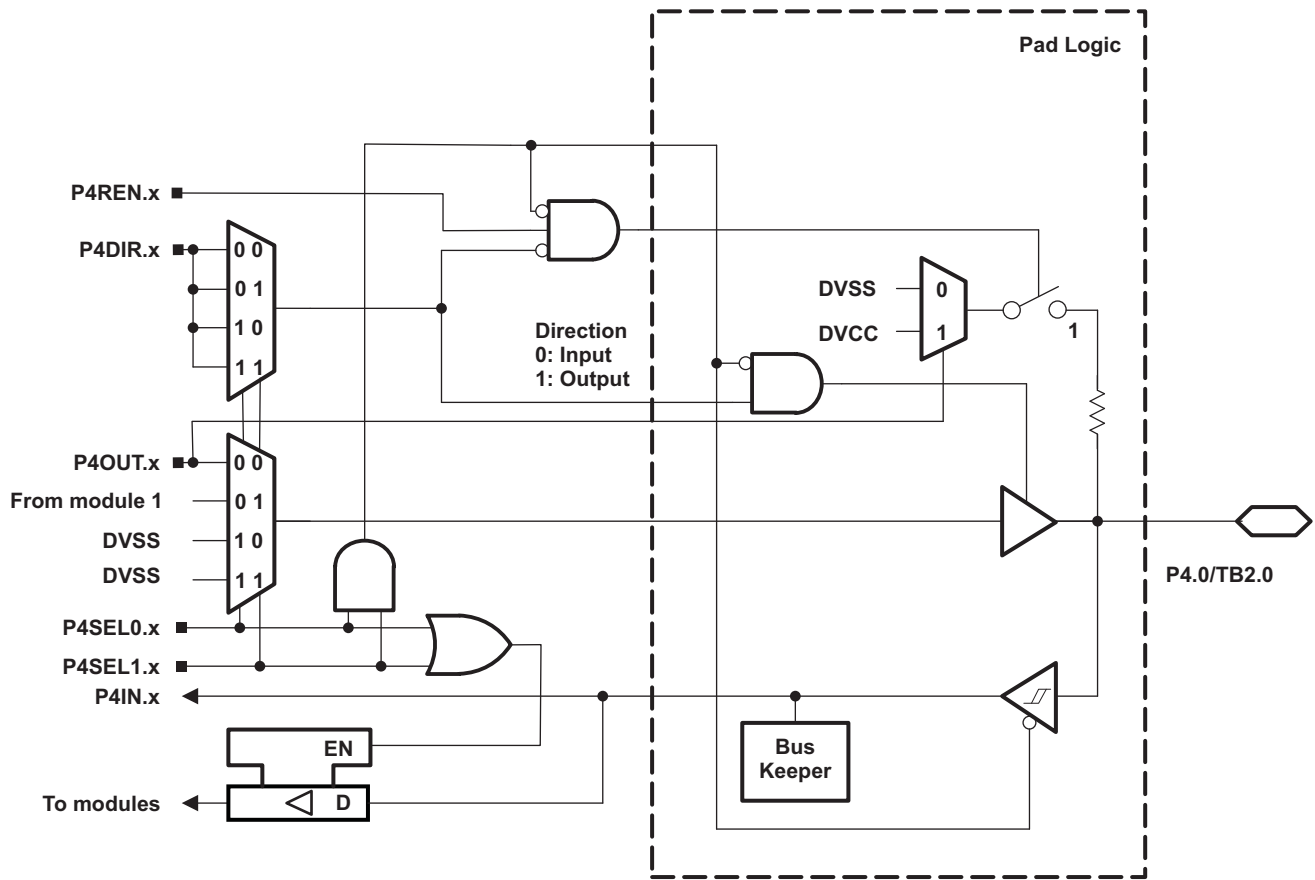 Pad Logic
P4REN.x
P4DIR.x
0 0
0 1
1 0
1 1
Direction
0: Input
1: Output
DVSS
0
DVCC
1
1
P4OUT.x
0 0
From module 1
0 1
DVSS
1 0
DVSS
1 1
P4.0/TB2.0
P4SEL0.x
P4SEL1.x
P4IN.x
Bus
Keeper
EN
To modules
D